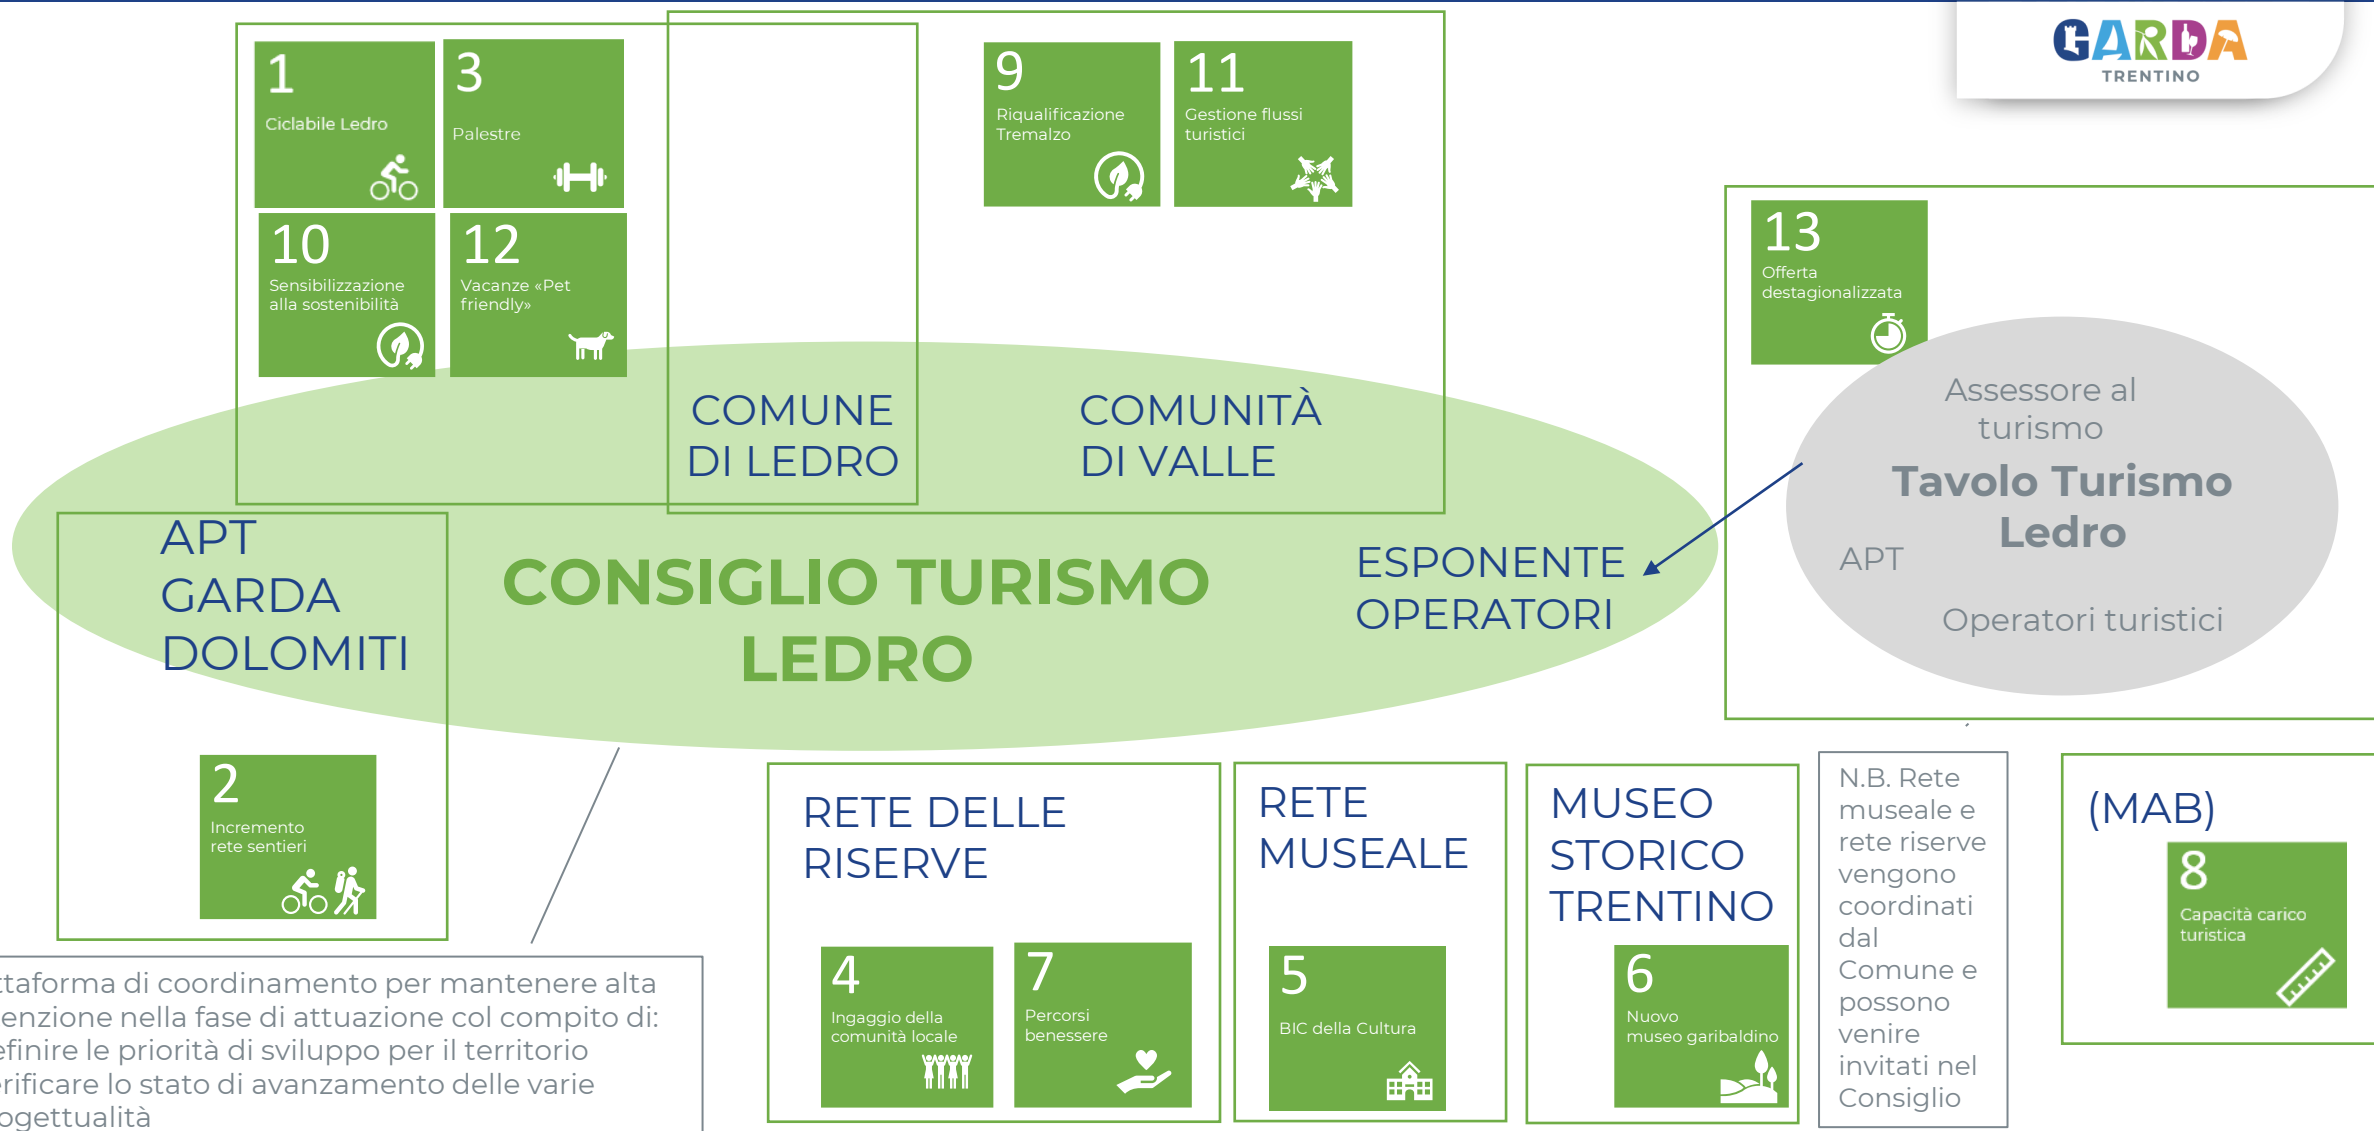 GARDA
TRENTINO
1
Ciclabile Ledro
3
Palestre
10
Sensibilizzazione
alla sostenibilità
12
Vacanze «Pet
friendly»
9
Riqualificazione
Tremalzo
11
Gestione flussi
turistici
13
Offerta
destagionalizzata
COMUNE
DI LEDRO
COMUNITÀ
DI VALLE
Assessore al
turismo
Tavolo Turismo
Ledro
APT
Operatori turistici
APT
GARDA
DOLOMITI
CONSIGLIO TURISMO
LEDRO
ESPONENTE
OPERATORI
2
Incremento
rete sentieri
RETE DELLE
RISERVE
4
Ingaggio della
comunità locale
7
Percorsi
benessere
RETE
MUSEALE
5
BIC della Cultura
MUSEO
STORICO
TRENTINO
6
Nuovo
museo garibaldino
N.B. Rete
museale e
rete riserve
vengono
coordinati
dal
Comune e
possono
venire
invitati nel
Consiglio
(MAB)
8
Capacità carico
turistica
di coordinamento per mantenere alta
nella fase di attuazione col compito di:
le priorità di sviluppo per il territorio
lo stato di avanzamento delle varie